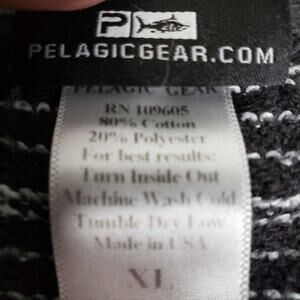 P
PELAGICGEAR.COM
PELAGIC GEAR
RN 109605
80% Cotton
20% Polyester
For best results:
Turn Inside Out
Machine Wash Cold
Tumble Dry Low
Made in USA
XL